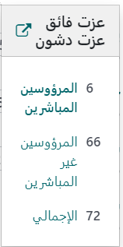 عزت فائق
عزت دشون
6 المرؤوسين
المباشرين
66 المرؤوسين
غير
المباشرين
72 الإجمالي